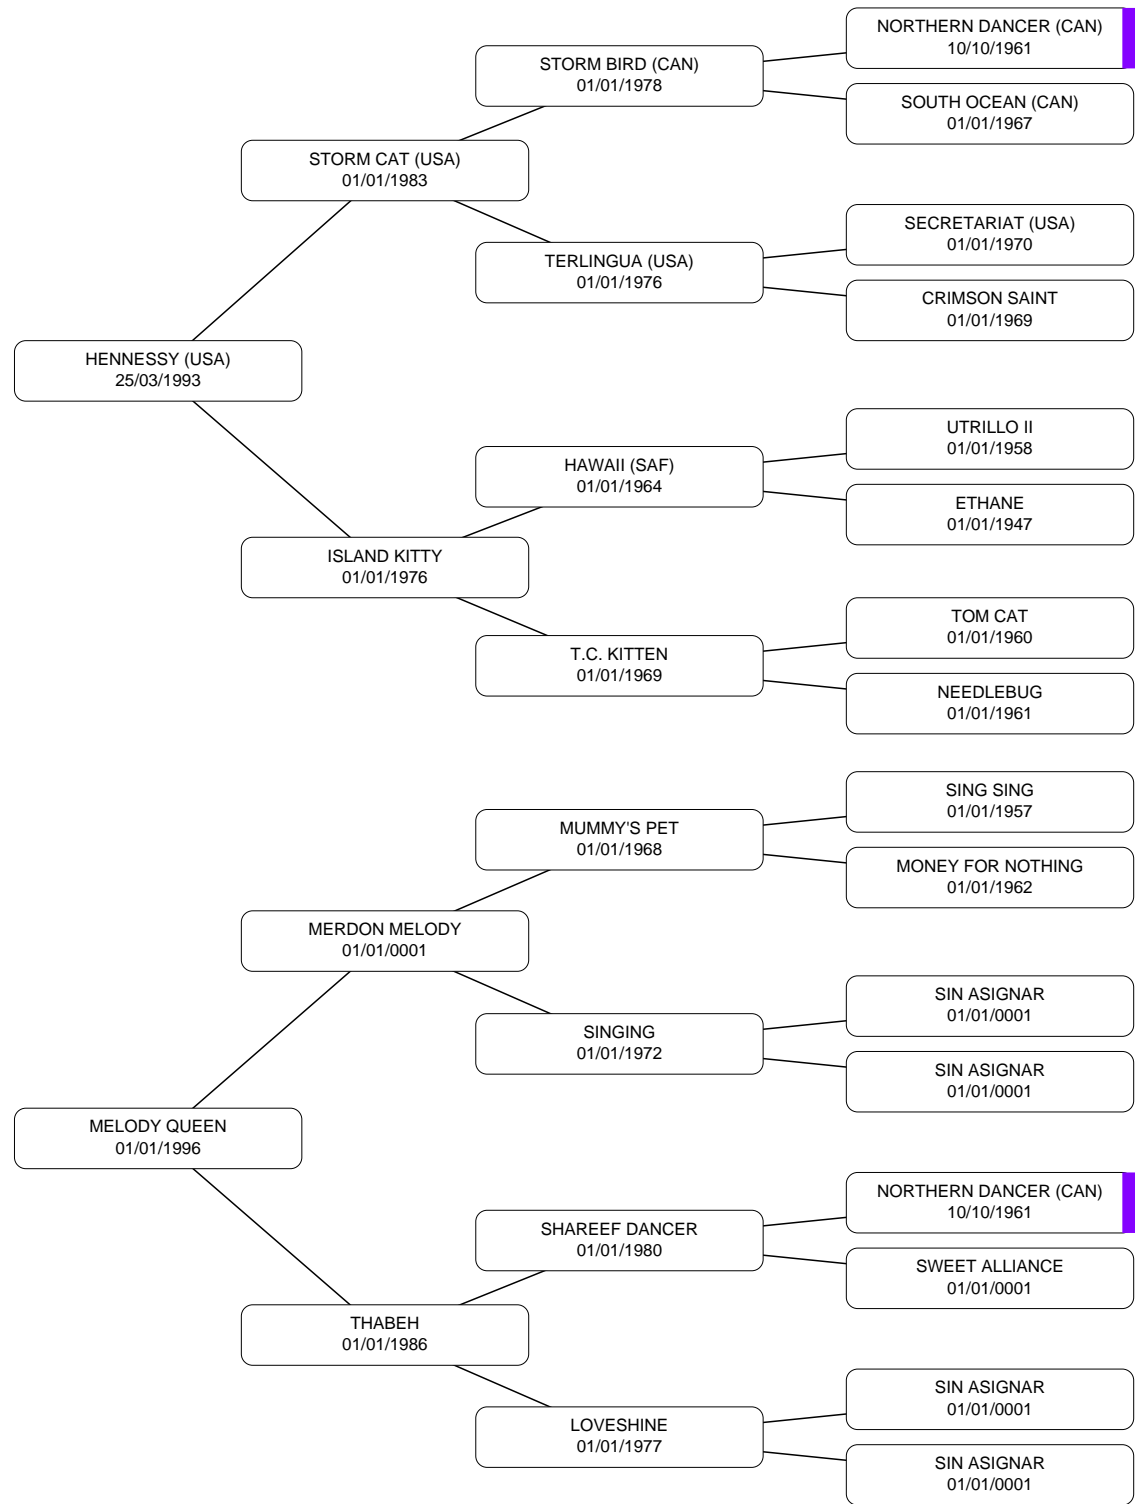 NORTHERN DANCER (CAN)
10/10/1961
STORM BIRD (CAN)
01/01/1978
SOUTH OCEAN (CAN)
01/01/1967
STORM CAT (USA)
01/01/1983
SECRETARIAT (USA)
01/01/1970
TERLINGUA (USA)
01/01/1976
CRIMSON SAINT
01/01/1969
HENNESSY (USA)
25/03/1993
UTRILLO II
01/01/1958
HAWAII (SAF)
01/01/1964
ETHANE
01/01/1947
ISLAND KITTY
01/01/1976
TOM CAT
01/01/1960
T.C. KITTEN
01/01/1969
NEEDLEBUG
01/01/1961
SING SING
01/01/1957
MUMMY'S PET
01/01/1968
MONEY FOR NOTHING
01/01/1962
MERDON MELODY
01/01/0001
SIN ASIGNAR
01/01/0001
SINGING
01/01/1972
SIN ASIGNAR
01/01/0001
MELODY QUEEN
01/01/1996
NORTHERN DANCER (CAN)
10/10/1961
SHAREEF DANCER
01/01/1980
SWEET ALLIANCE
01/01/0001
THABEH
01/01/1986
SIN ASIGNAR
01/01/0001
LOVESHINE
01/01/1977
SIN ASIGNAR
01/01/0001